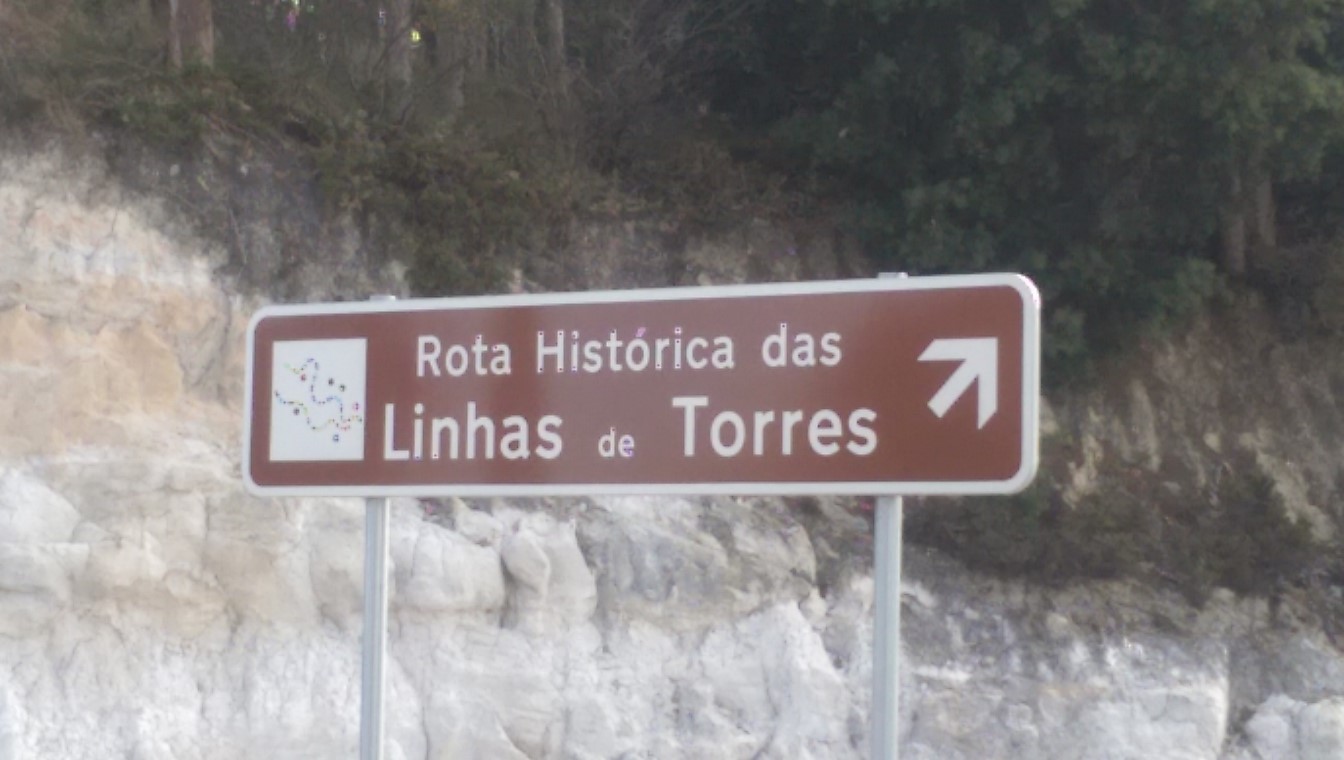 Rota Histórica das
Linhas de Torres